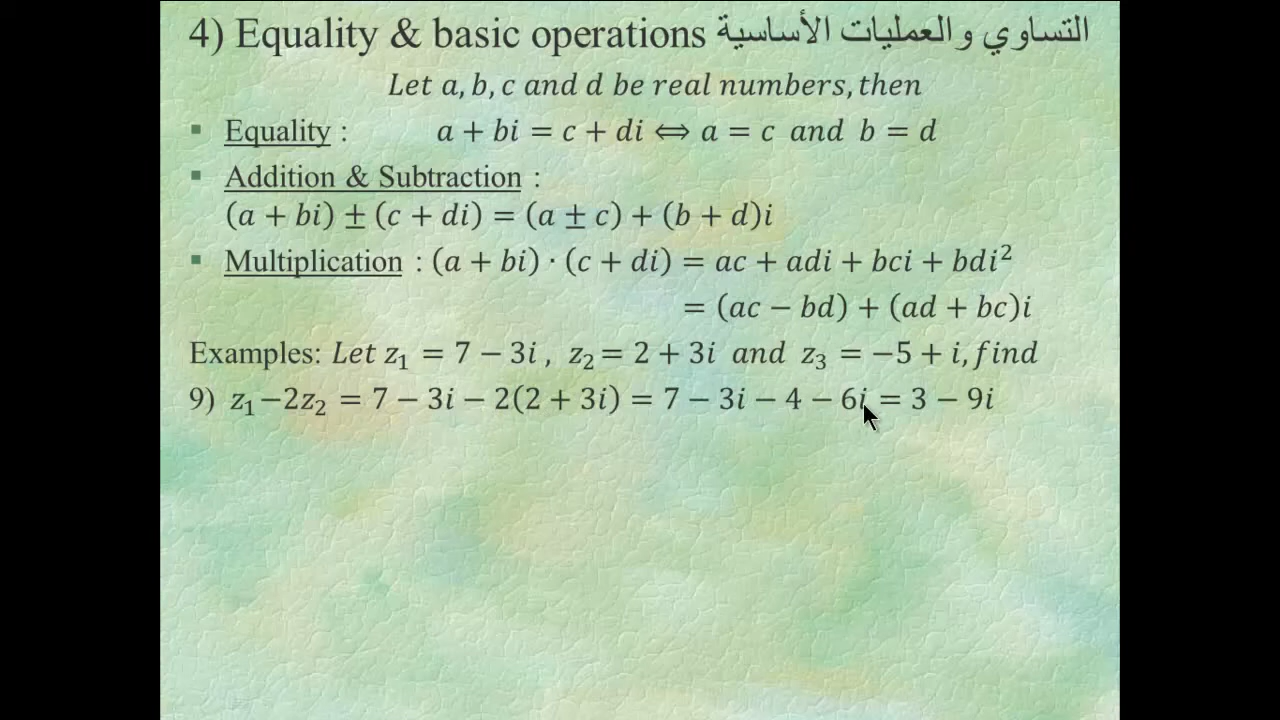 4) Equality & basic operations التساوي والعمليات الأساسية
Let a, b, c and d be real numbers, then
▪ Equality : a + bi = c + di ⟺ a = c and b = d
▪ Addition & Subtraction :
(a + bi) ± (c + di) = (a ± c) + (b + d)i
▪ Multiplication : (a + bi) · (c + di) = ac + adi + bci + bdi²
= (ac − bd) + (ad + bc)i
Examples: Let z₁ = 7 − 3i , z₂ = 2 + 3i and z₃ = −5 + i, find
9) z₁−2z₂ = 7 − 3i − 2(2 + 3i) = 7 − 3i − 4 − 6i = 3 − 9i